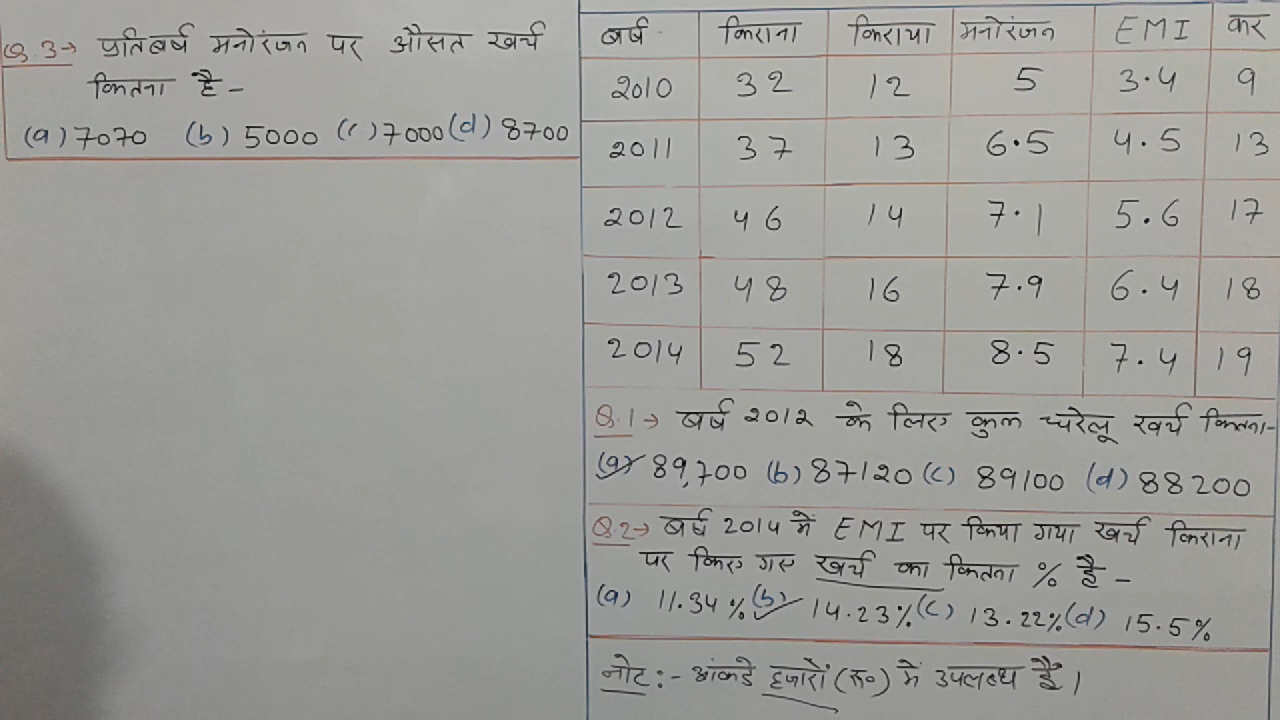 Q.3→ प्रतिबर्ष मनोरंजन पर औसत खर्च
कितना है -
(a) 7070 (b) 5000 (c) 7000 (d) 8700
बर्ष किराना किराया मनोरंजन EMI कर
2010 32 12 5 3.4 9
2011 37 13 6.5 4.5 13
2012 46 14 7.1 5.6 17
2013 48 16 7.9 6.4 18
2014 52 18 8.5 7.4 19
Q.1→ बर्ष 2012 के लिए कुल घरेलू खर्च कितना-
(a) 89,700 (b) 87120 (c) 89100 (d) 88200
Q.2→ बर्ष 2014 में EMI पर किया गया खर्च किराना
पर किए गए खर्च का कितना % है -
(a) 11.34% (b) 14.23% (c) 13.22% (d) 15.5%
नोट :- आंकडे हजारों (रू०) में उपलब्ध हैं।